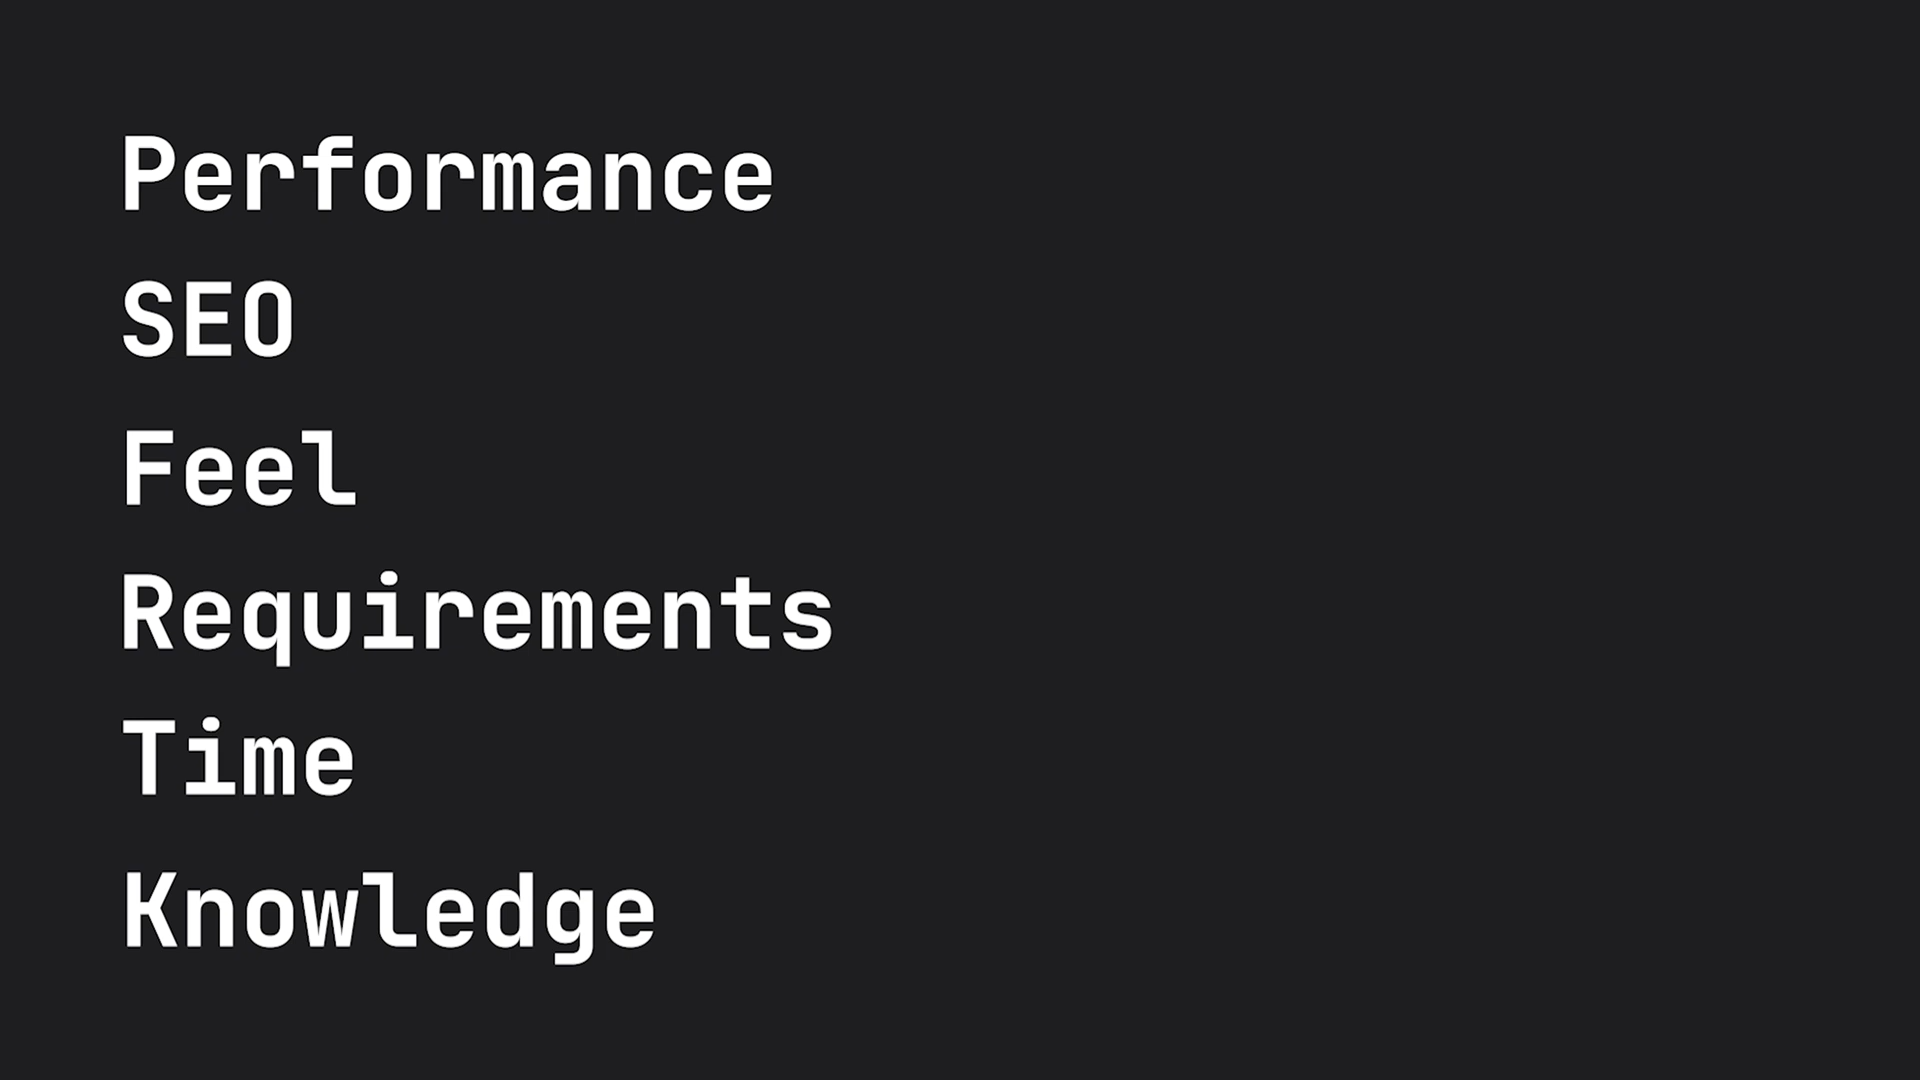 Performance
SEO
Feel
Requirements
Time
Knowledge